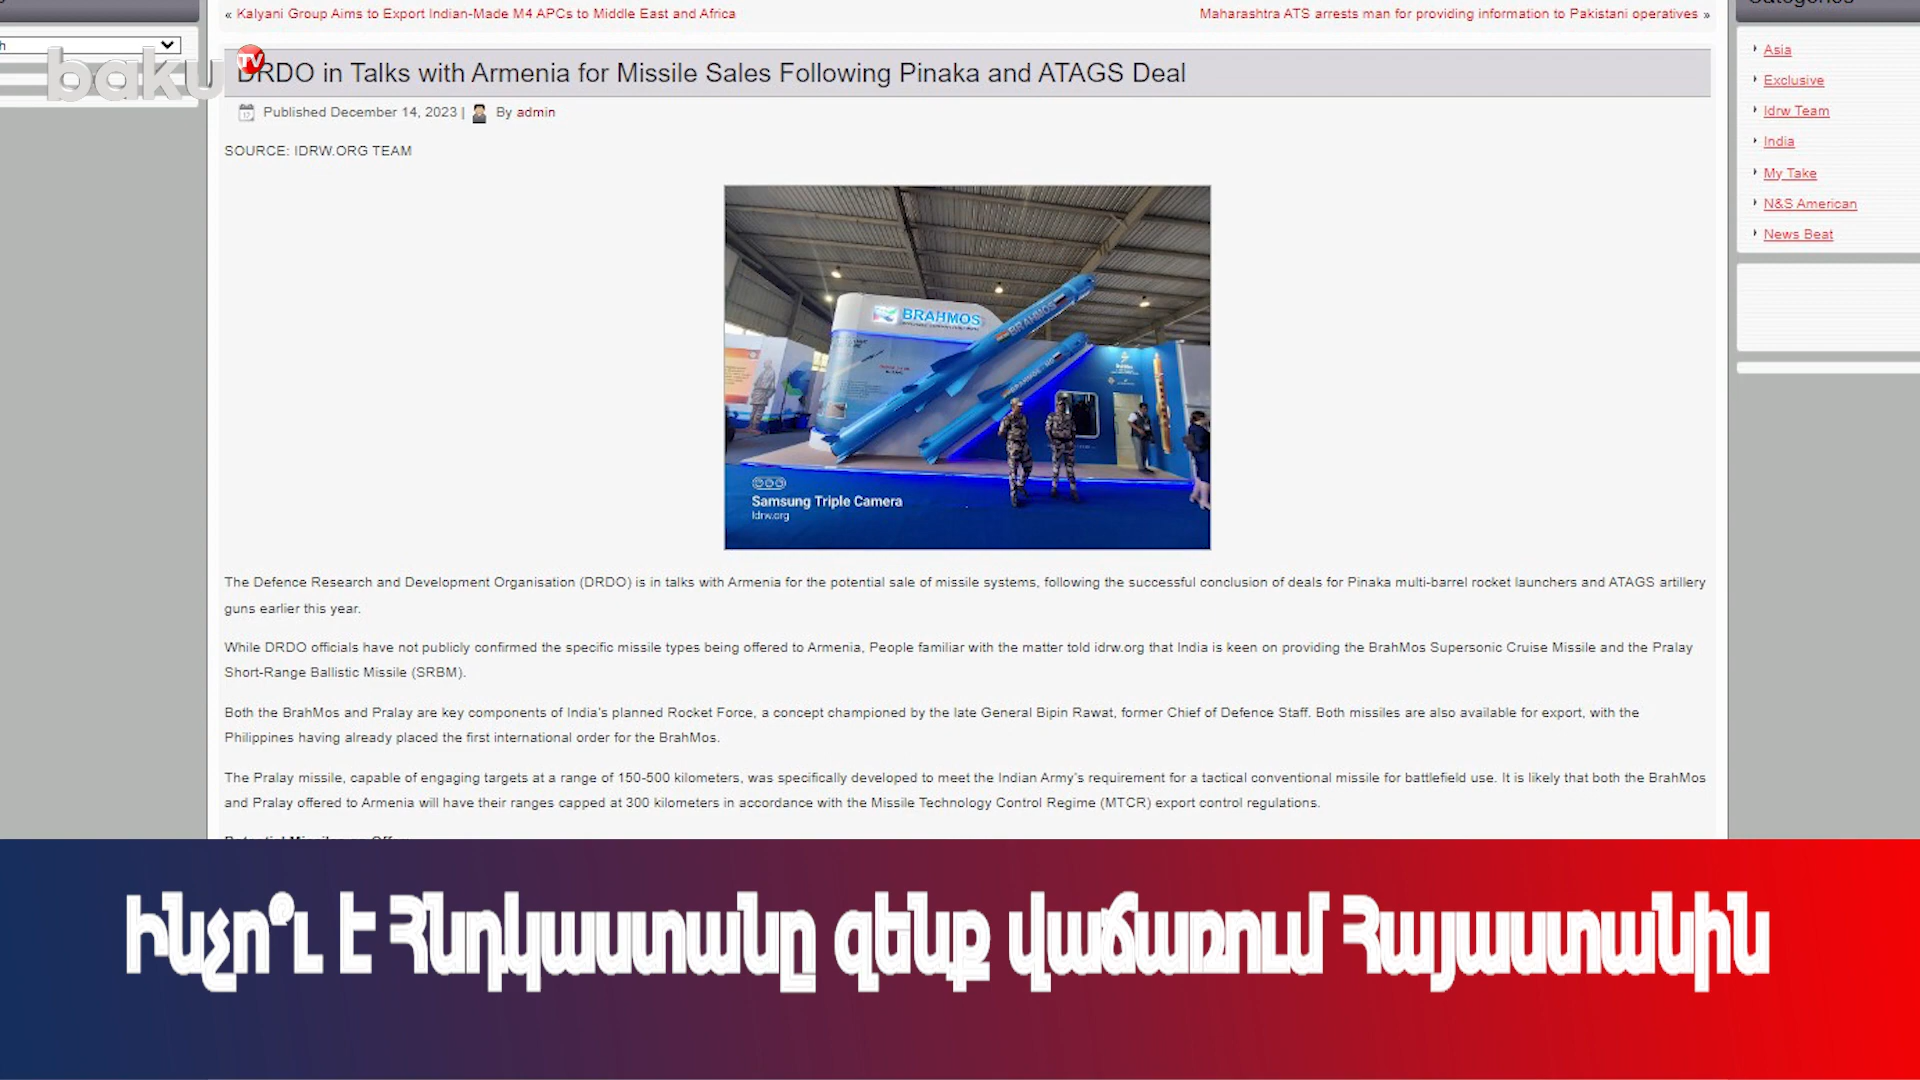 « Kalyani Group Aims to Export Indian-Made M4 APCs to Middle East and Africa
Maharashtra ATS arrests man for providing information to Pakistani operatives »
baku TV
DRDO in Talks with Armenia for Missile Sales Following Pinaka and ATAGS Deal
Published December 14, 2023 | By admin
SOURCE: IDRW.ORG TEAM
BRAHMOS
BRAHMOS
BRAHMOS
Samsung Triple Camera
idrw.org
The Defence Research and Development Organisation (DRDO) is in talks with Armenia for the potential sale of missile systems, following the successful conclusion of deals for Pinaka multi-barrel rocket launchers and ATAGS artillery
guns earlier this year.
While DRDO officials have not publicly confirmed the specific missile types being offered to Armenia, People familiar with the matter told idrw.org that India is keen on providing the BrahMos Supersonic Cruise Missile and the Pralay
Short-Range Ballistic Missile (SRBM).
Both the BrahMos and Pralay are key components of India's planned Rocket Force, a concept championed by the late General Bipin Rawat, former Chief of Defence Staff. Both missiles are also available for export, with the
Philippines having already placed the first international order for the BrahMos.
The Pralay missile, capable of engaging targets at a range of 150-500 kilometers, was specifically developed to meet the Indian Army's requirement for a tactical conventional missile for battlefield use. It is likely that both the BrahMos
and Pralay offered to Armenia will have their ranges capped at 300 kilometers in accordance with the Missile Technology Control Regime (MTCR) export control regulations.
Categories
Asia
Exclusive
Idrw Team
India
My Take
N&S American
News Beat
Ինչո՞ւ է Հնդկաստանը զենք վաճառում Հայաստանին